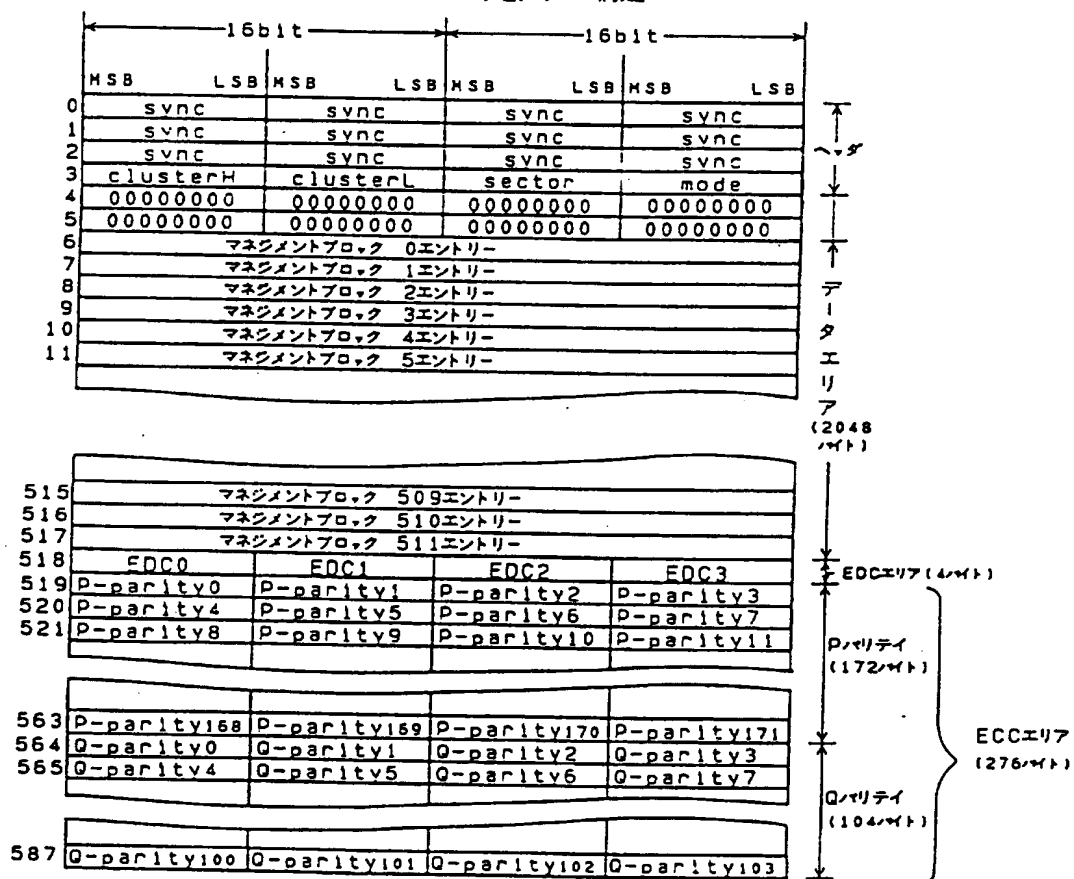 16bit 16bit
MSB LSB MSB LSB MSB LSB MSB LSB
0 sync sync sync sync
1 sync sync sync sync
2 sync sync sync sync
ヘッダ
3 clusterH clusterL sector mode
4 00000000 00000000 00000000 00000000
5 00000000 00000000 00000000 00000000
6 マネジメントブロック 0エントリー
7 マネジメントブロック 1エントリー
8 マネジメントブロック 2エントリー
9 マネジメントブロック 3エントリー
10 マネジメントブロック 4エントリー
11 マネジメントブロック 5エントリー
データエリア
(2048
バイト)
515 マネジメントブロック 509エントリー
516 マネジメントブロック 510エントリー
517 マネジメントブロック 511エントリー
518 EDC0 EDC1 EDC2 EDC3
EDCエリア(4バイト)
519 P-parity0 P-parity1 P-parity2 P-parity3
520 P-parity4 P-parity5 P-parity6 P-parity7
521 P-parity8 P-parity9 P-parity10 P-parity11
Pパリテイ
(172バイト)
563 P-parity168 P-parity169 P-parity170 P-parity171
564 Q-parity0 Q-parity1 Q-parity2 Q-parity3
565 Q-parity4 Q-parity5 Q-parity6 Q-parity7
ECCエリア
(276バイト)
Qパリテイ
(104バイト)
587 Q-parity100 Q-parity101 Q-parity102 Q-parity103